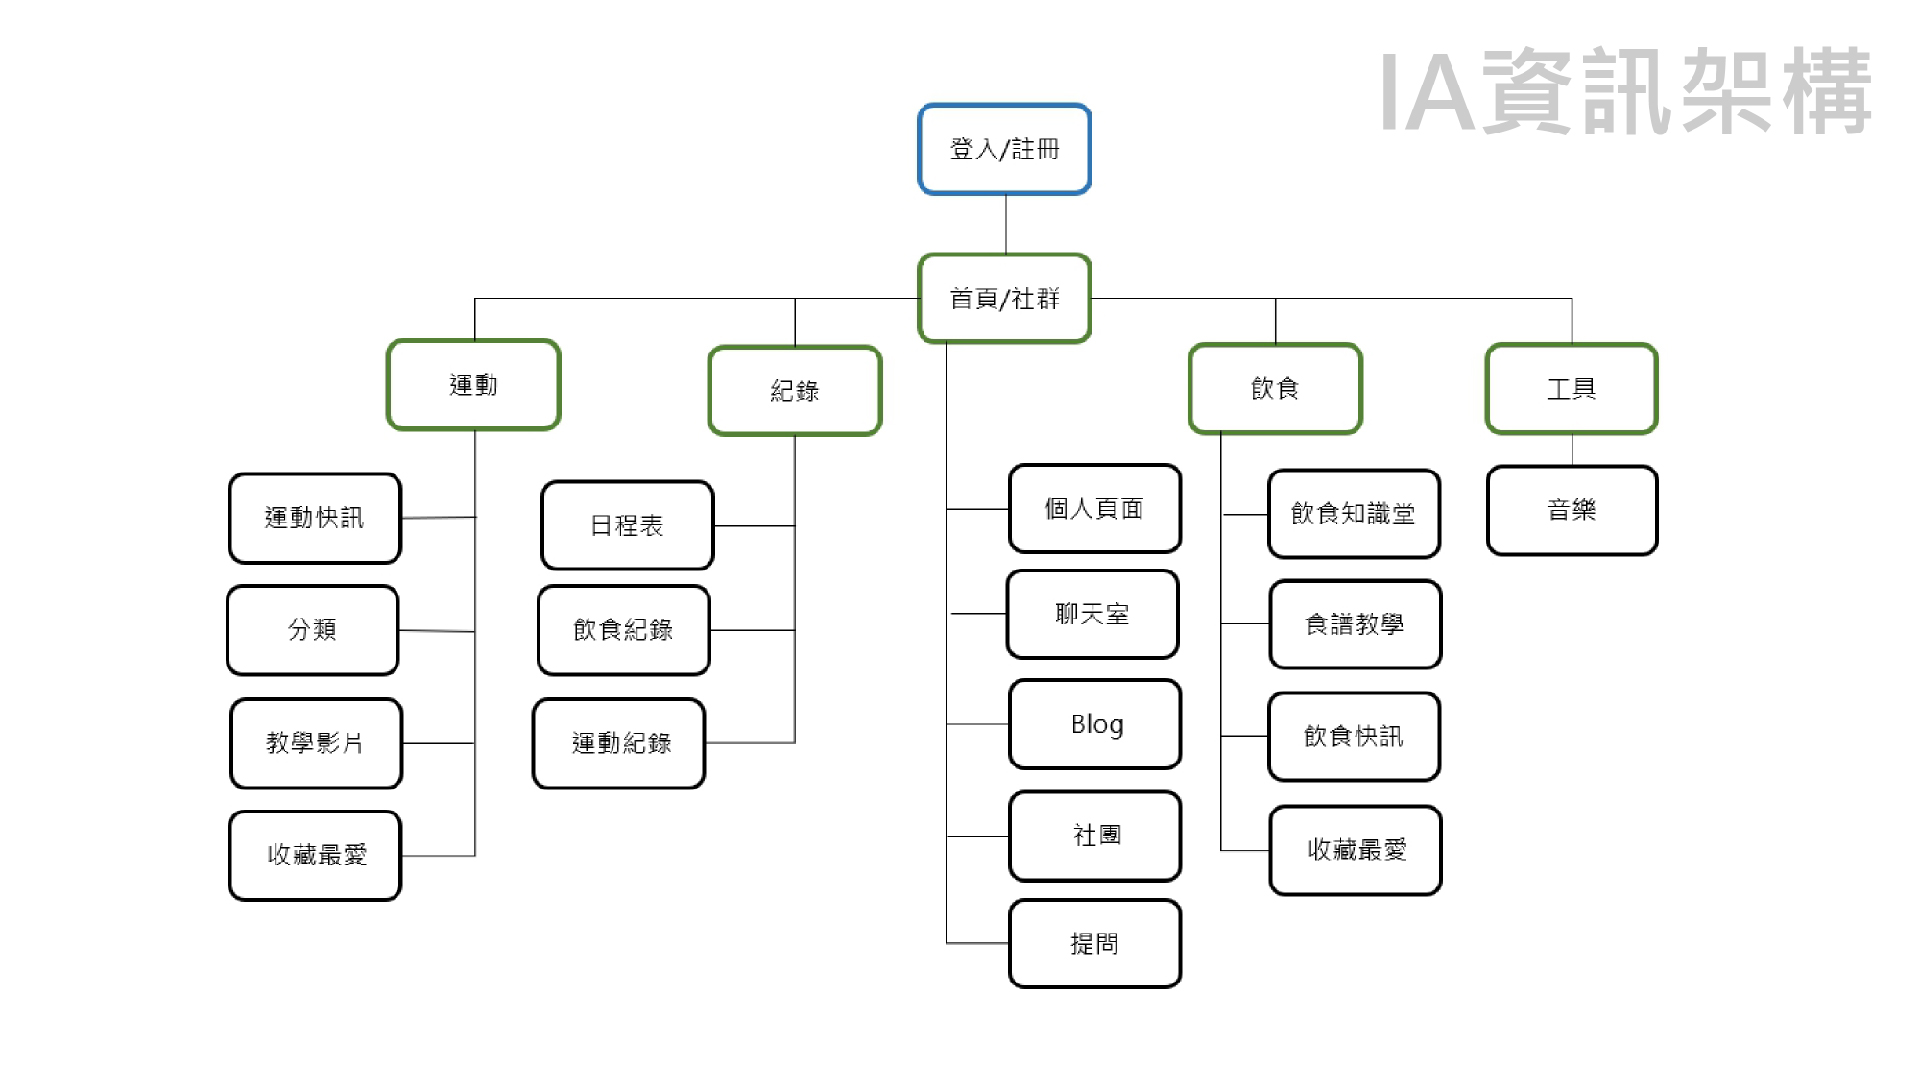 IA資訊架構
登入/註冊
首頁/社群
運動
紀錄
飲食
工具
運動快訊
分類
教學影片
收藏最愛
日程表
飲食紀錄
運動紀錄
個人頁面
聊天室
Blog
社團
提問
飲食知識堂
食譜教學
飲食快訊
收藏最愛
音樂